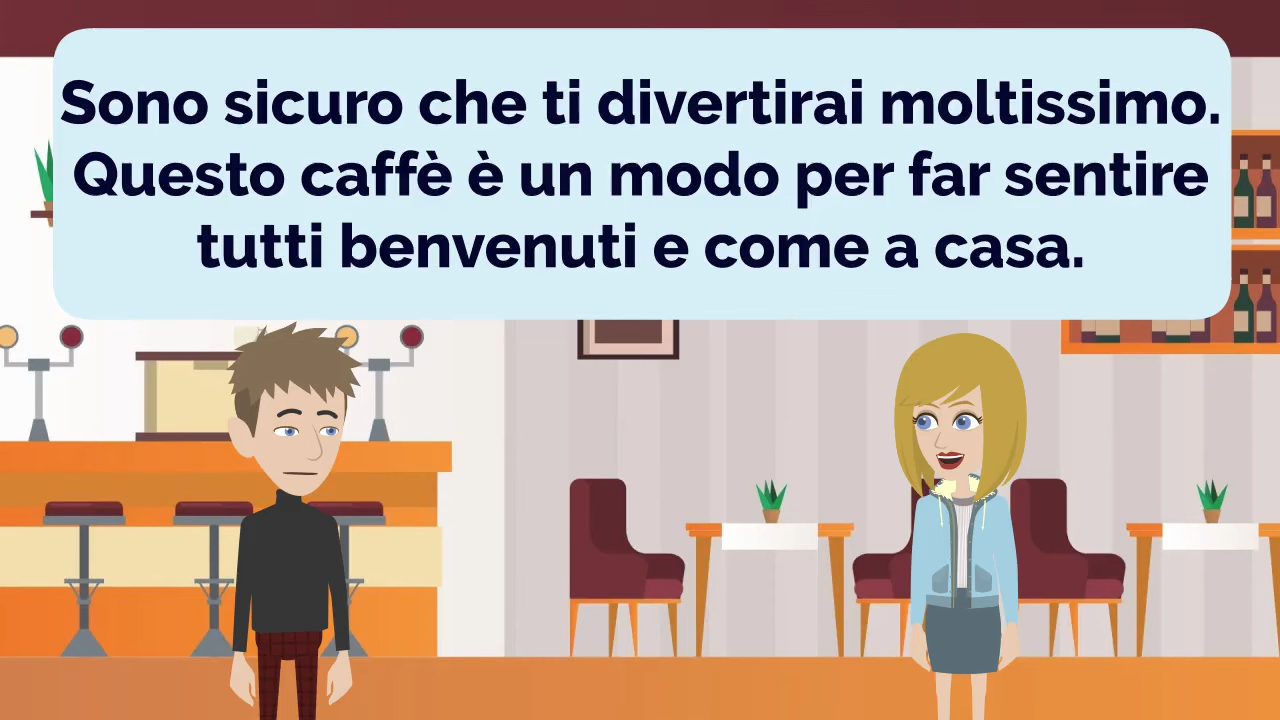 Sono sicuro che ti divertirai moltissimo.
Questo caffè è un modo per far sentire
tutti benvenuti e come a casa.